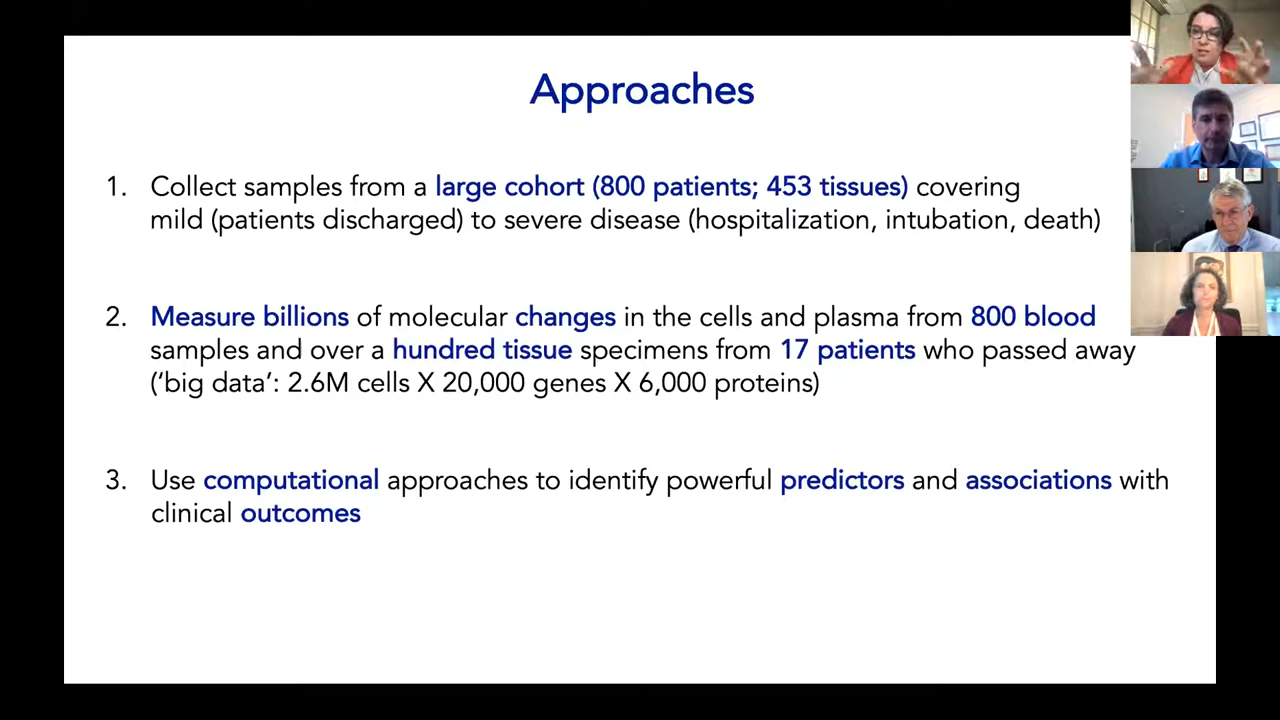 Approaches
1. Collect samples from a large cohort (800 patients; 453 tissues) covering
mild (patients discharged) to severe disease (hospitalization, intubation, death)
2. Measure billions of molecular changes in the cells and plasma from 800 blood
samples and over a hundred tissue specimens from 17 patients who passed away
(‘big data’: 2.6M cells X 20,000 genes X 6,000 proteins)
3. Use computational approaches to identify powerful predictors and associations with
clinical outcomes